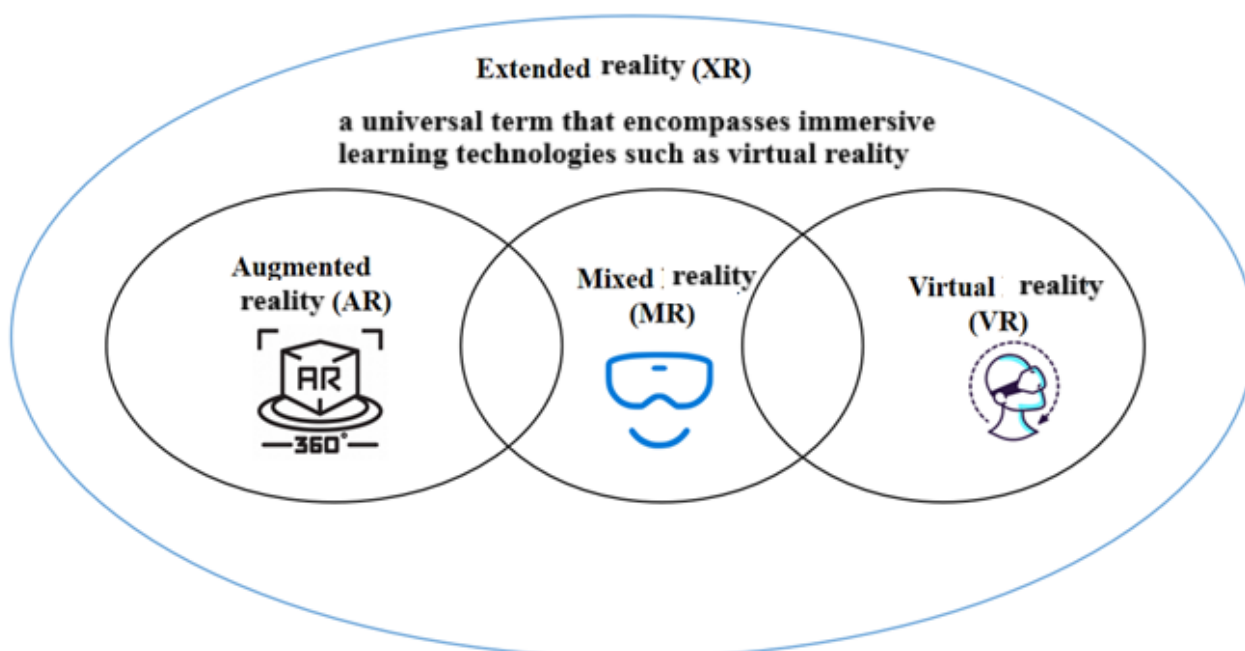 Extended reality (XR)
a universal term that encompasses immersive
learning technologies such as virtual reality
Augmented
reality (AR)
AR
360°
Mixed reality
(MR)
Virtual reality
(VR)